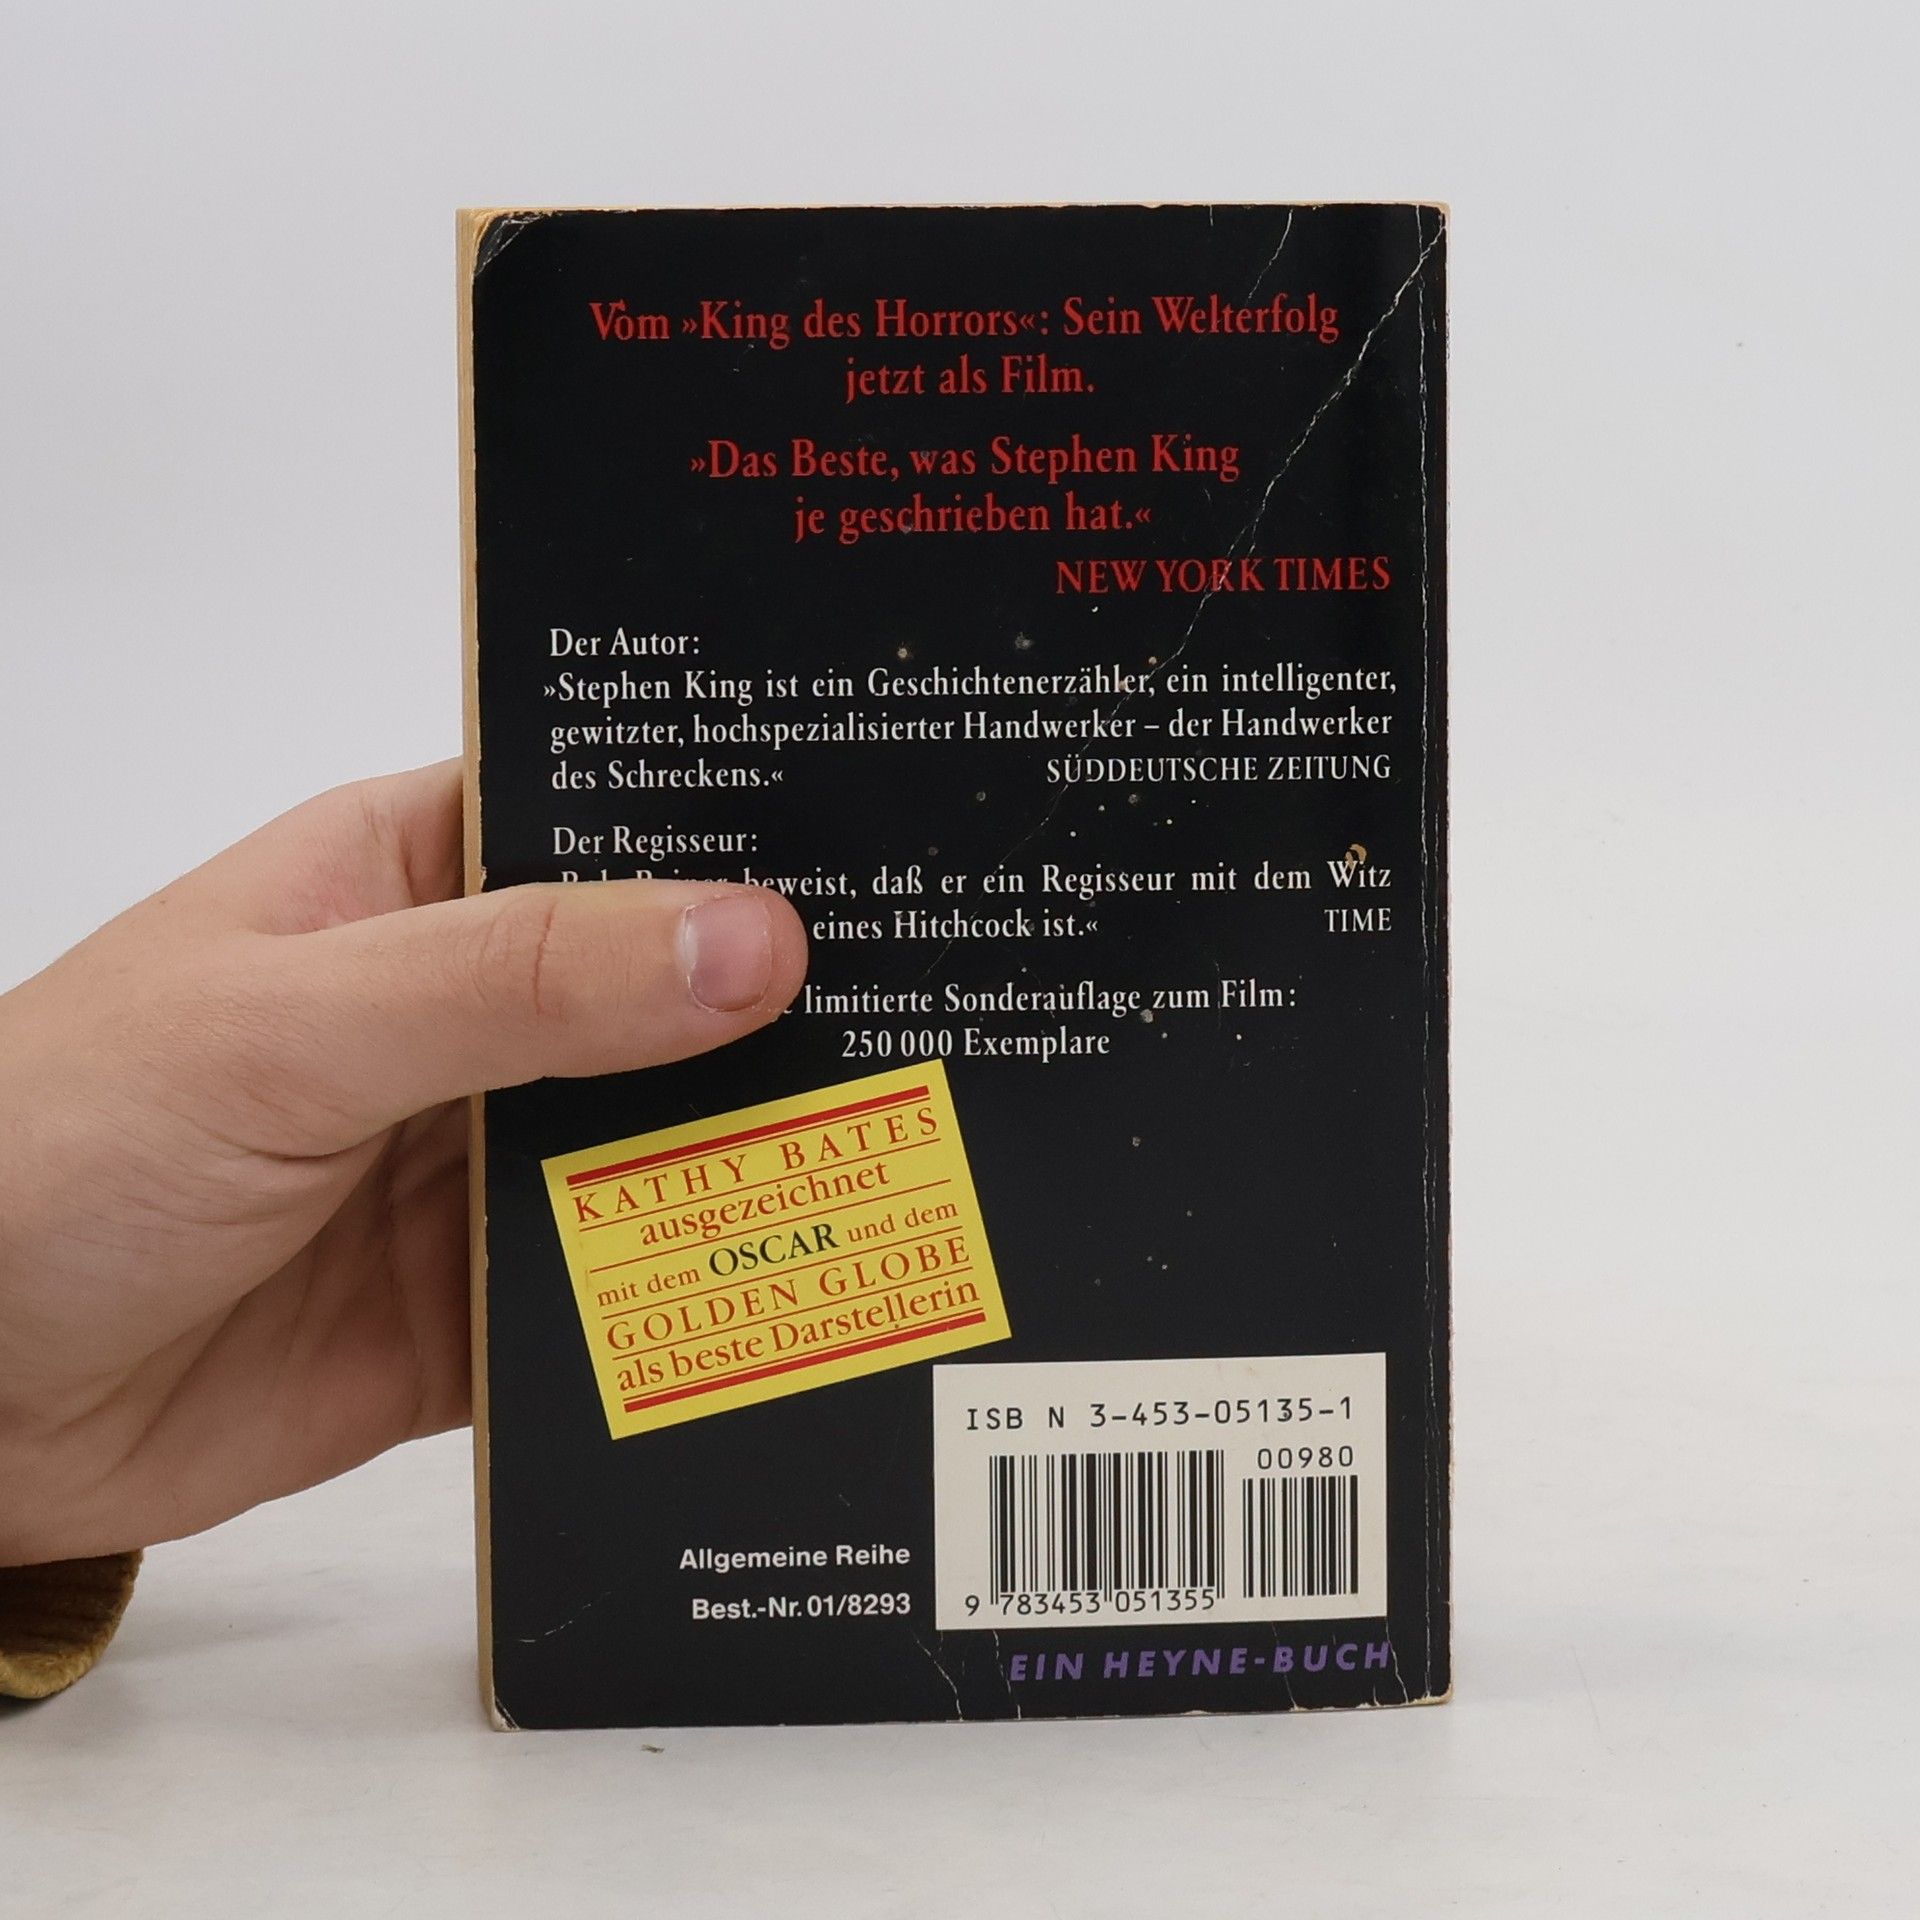 Vom »King des Horrors«: Sein Welterfolg
jetzt als Film.
»Das Beste, was Stephen King
je geschrieben hat.«
NEW YORK TIMES
Der Autor:
»Stephen King ist ein Geschichtenerzähler, ein intelligenter,
gewitzter, hochspezialisierter Handwerker – der Handwerker
des Schreckens.« SÜDDEUTSCHE ZEITUNG
Der Regisseur:
beweist, daß er ein Regisseur mit dem Witz
eines Hitchcock ist.« TIME
limitierte Sonderauflage zum Film:
250 000 Exemplare
KATHY BATES
ausgezeichnet
mit dem OSCAR und dem
GOLDEN GLOBE
als beste Darstellerin
ISBN 3-453-05135-1
00980
9 783453 051355
Allgemeine Reihe
Best.-Nr. 01/8293
EIN HEYNE-BUCH